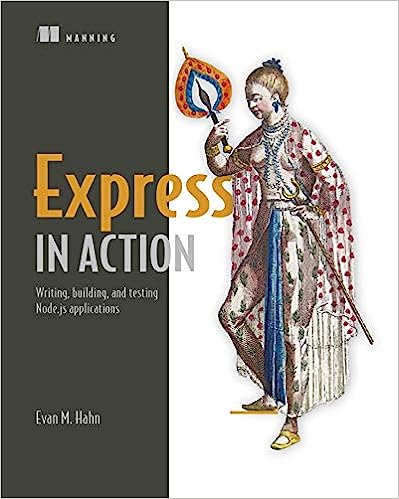 MANNING
Express
IN ACTION
Writing, building, and testing
Node.js applications
Evan M. Hahn